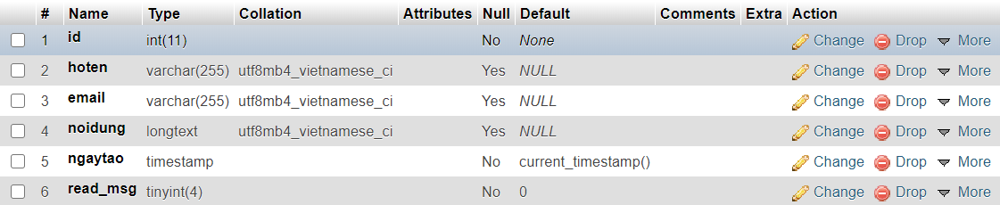 # Name Type Collation Attributes Null Default Comments Extra Action
1 id int(11) No None Change Drop More
2 hoten varchar(255) utf8mb4_vietnamese_ci Yes NULL Change Drop More
3 email varchar(255) utf8mb4_vietnamese_ci Yes NULL Change Drop More
4 noidung longtext utf8mb4_vietnamese_ci Yes NULL Change Drop More
5 ngaytao timestamp No current_timestamp() Change Drop More
6 read_msg tinyint(4) No 0 Change Drop More